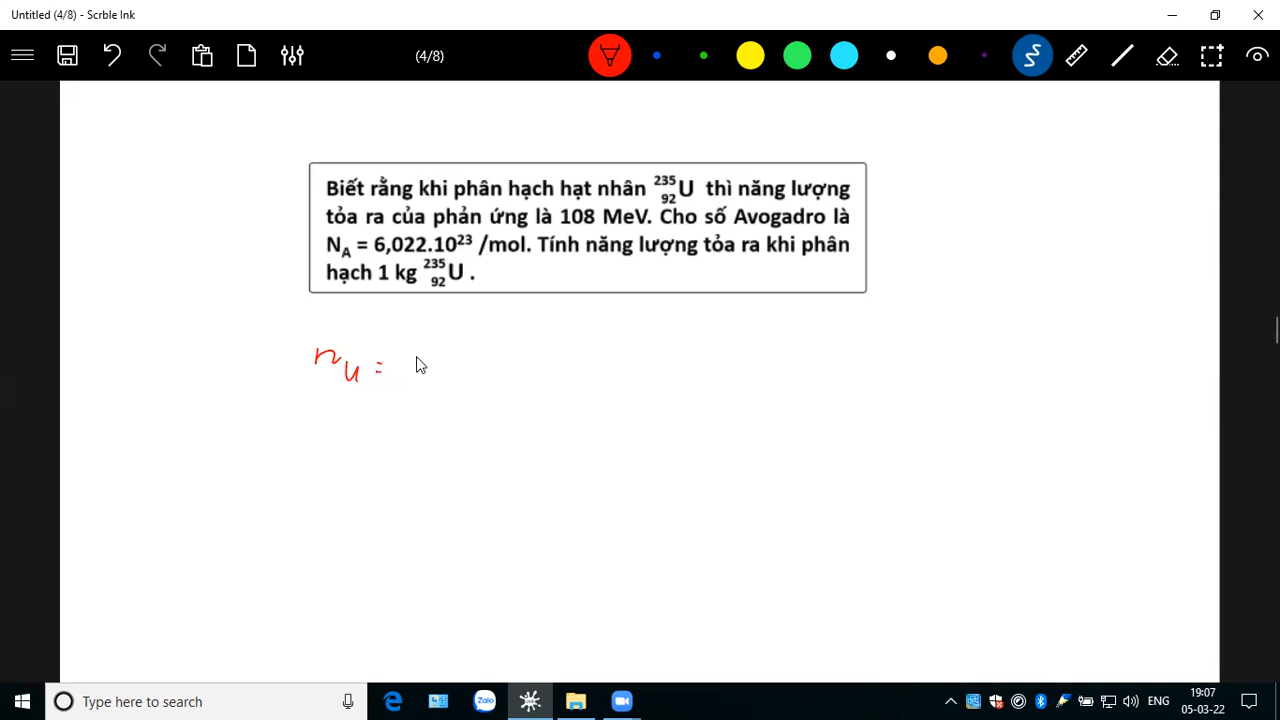 Untitled (4/8) - Scrble Ink
(4/8)
Biết rằng khi phân hạch hạt nhân ²³⁵₉₂U thì năng lượng
tỏa ra của phản ứng là 108 MeV. Cho số Avogadro là
N_A = 6,022.10²³ /mol. Tính năng lượng tỏa ra khi phân
hạch 1 kg ²³⁵₉₂U .
n_U =
Type here to search
Zalo
ENG
19:07
05-03-22